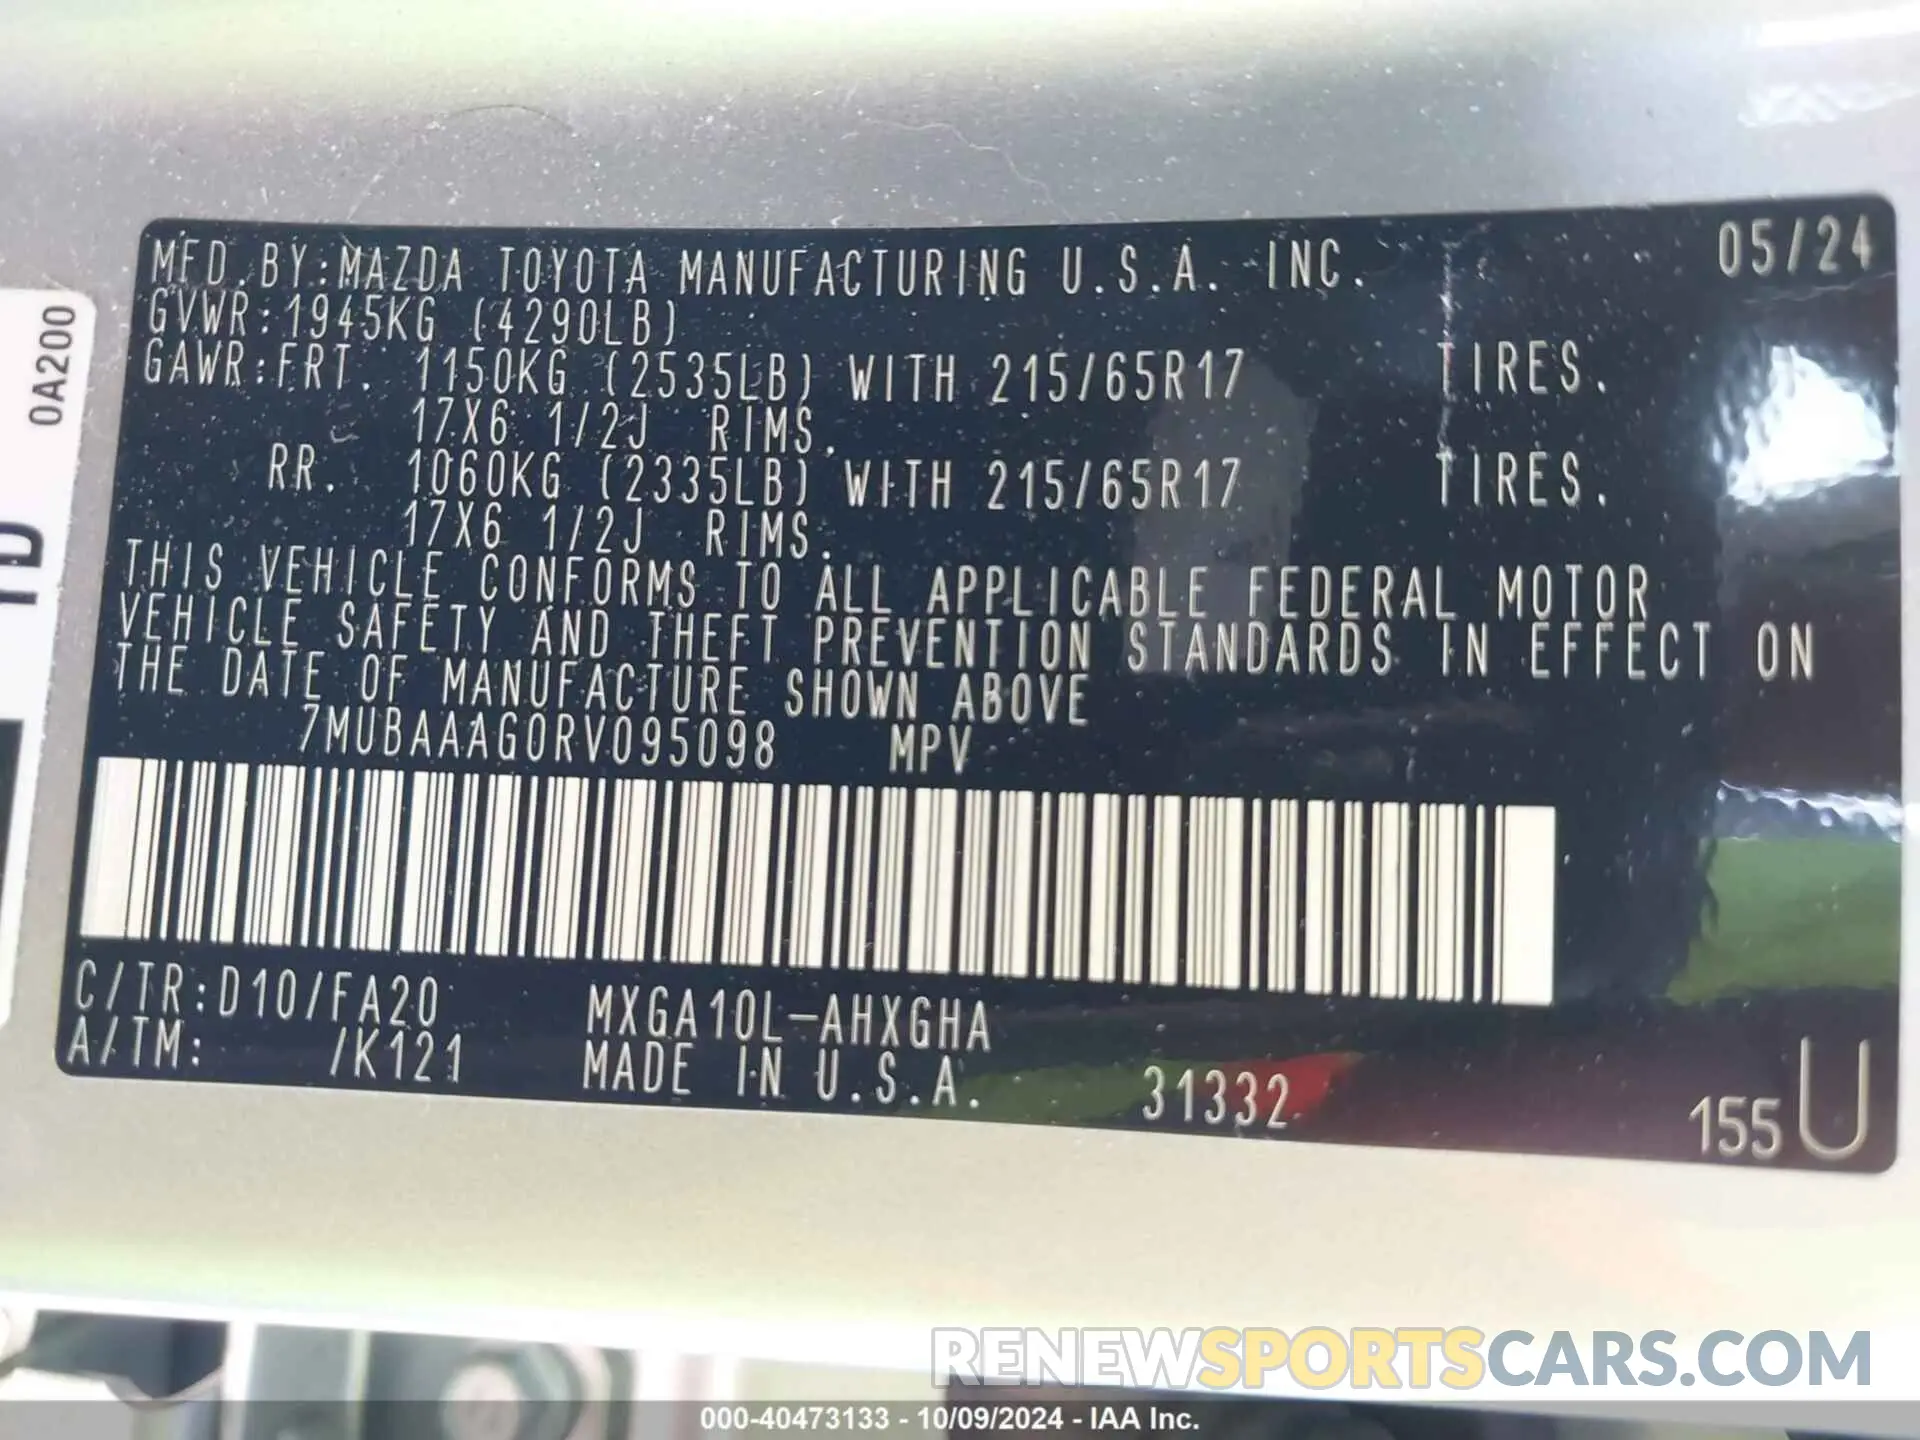 MFD.BY:MAZDA TOYOTA MANUFACTURING U.S.A. INC. 05/24
GVWR:1945KG (4290LB)
GAWR:FRT. 1150KG (2535LB) WITH 215/65R17 TIRES.
17X6 1/2J RIMS.
RR. 1060KG (2335LB) WITH 215/65R17 TIRES.
17X6 1/2J RIMS.
THIS VEHICLE CONFORMS TO ALL APPLICABLE FEDERAL MOTOR
VEHICLE SAFETY AND THEFT PREVENTION STANDARDS IN EFFECT ON
THE DATE OF MANUFACTURE SHOWN ABOVE
7MUBAAAG0RV095098 MPV
C/TR:D10/FA20 MXGA10L-AHXGHA
A/TM: /K121 MADE IN U.S.A. 31332 155 U
0A200
RENEWSPORTSCARS.COM
000-40473133 - 10/09/2024 - IAA Inc.